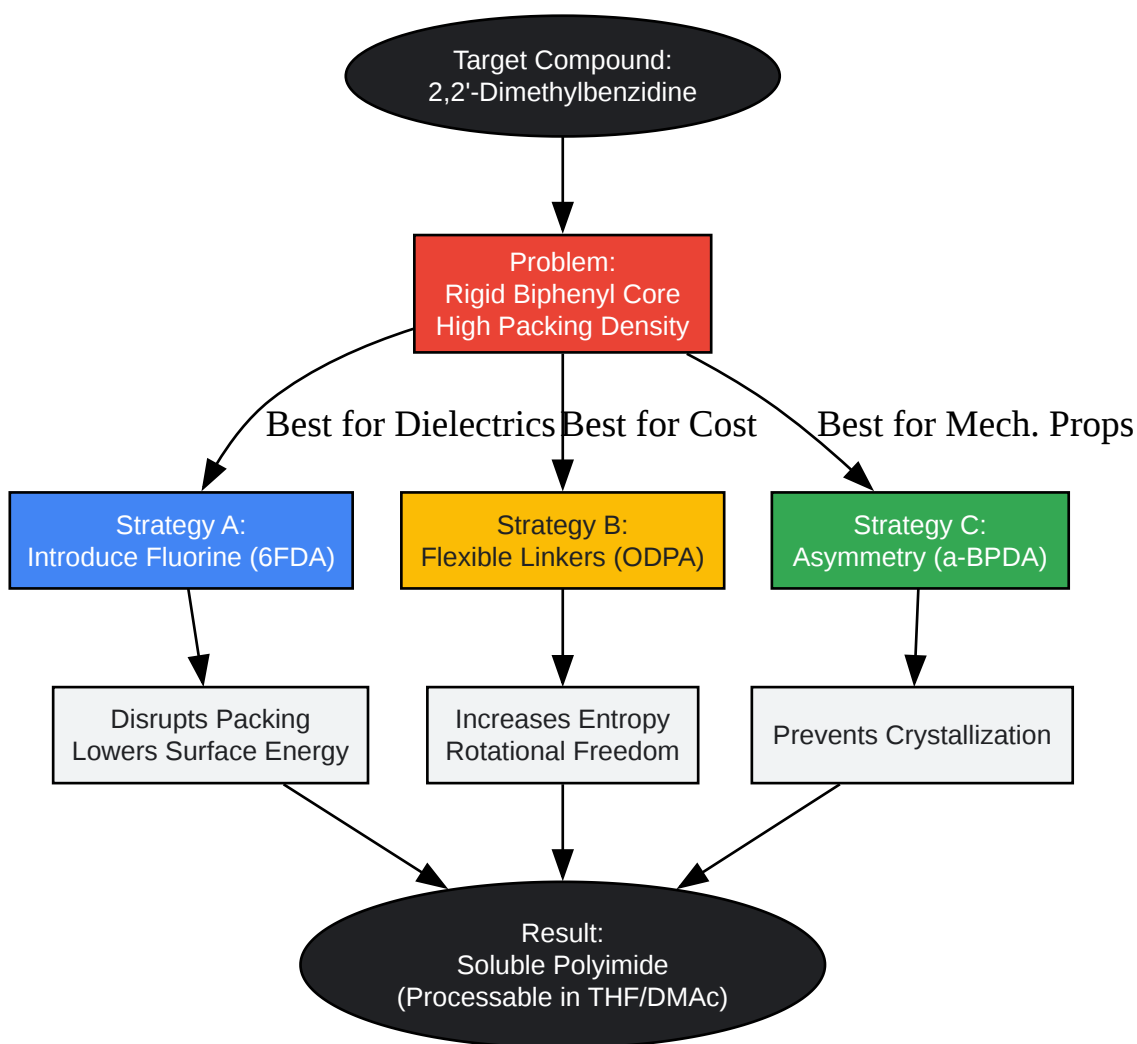 Target Compound:
2,2'-Dimethylbenzidine
Problem:
Rigid Biphenyl Core
High Packing Density
Best for Dielectrics
Best for Cost
Best for Mech. Props
Strategy A:
Introduce Fluorine (6FDA)
Strategy B:
Flexible Linkers (ODPA)
Strategy C:
Asymmetry (a-BPDA)
Disrupts Packing
Lowers Surface Energy
Increases Entropy
Rotational Freedom
Prevents Crystallization
Result:
Soluble Polyimide
(Processable in THF/DMAc)